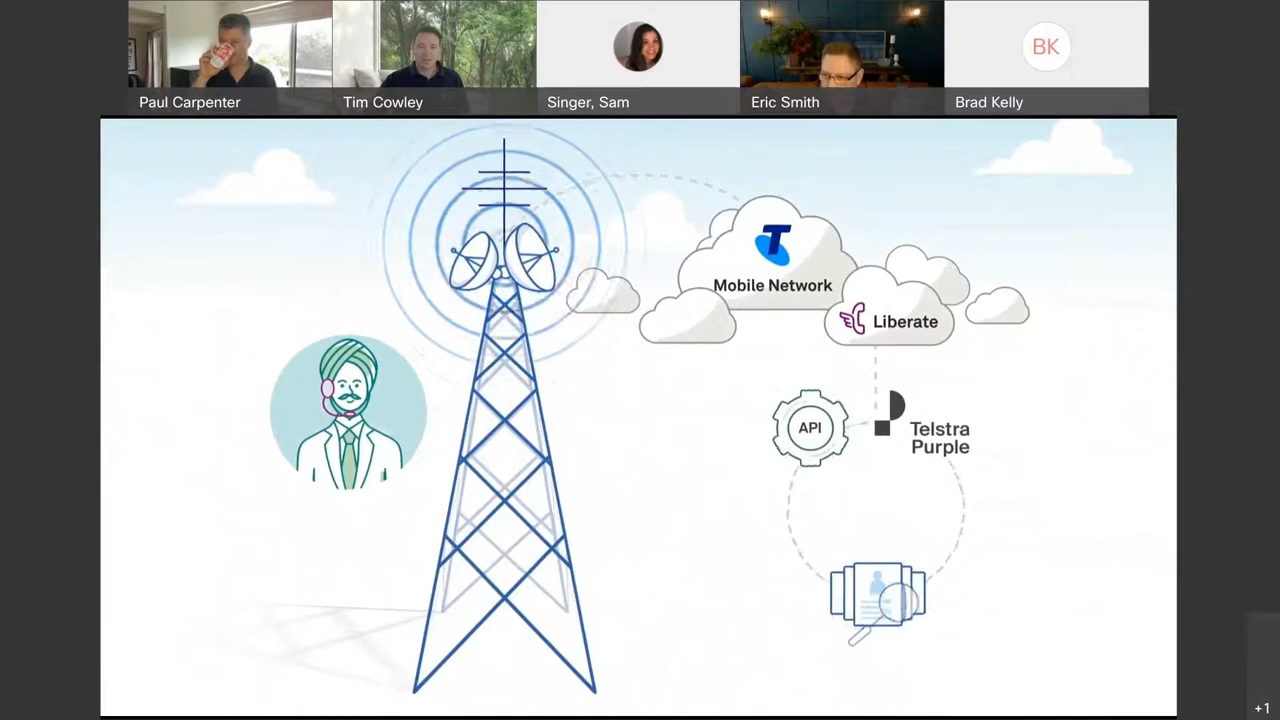 Paul Carpenter
Tim Cowley
Singer, Sam
Eric Smith
BK
Brad Kelly
T
Mobile Network
Liberate
API
Telstra
Purple
+1